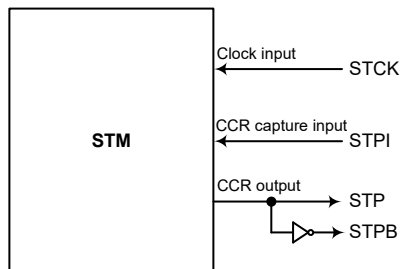 Clock input
STCK
CCR capture input
STM
STPI
CCR output
STP
STPB